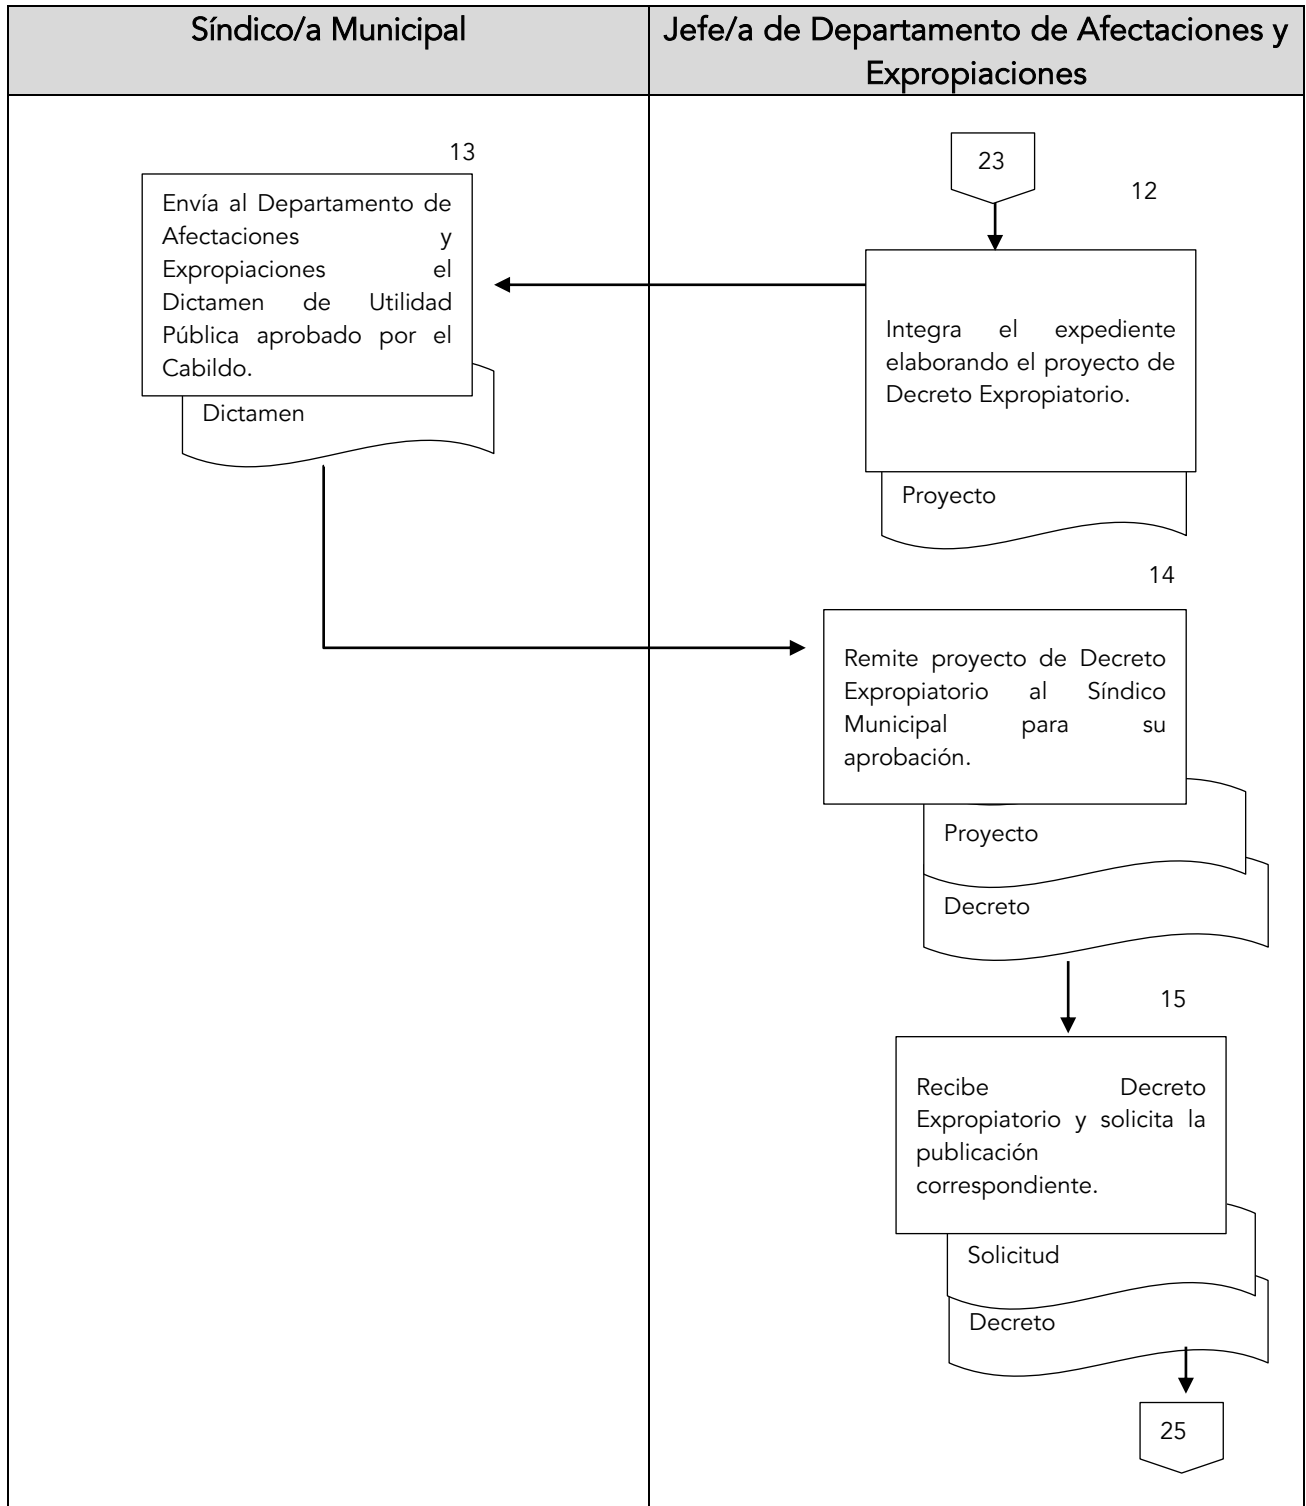 Síndico/a Municipal
Jefe/a de Departamento de Afectaciones y
Expropiaciones
13
Envía al Departamento de
Afectaciones y
Expropiaciones el
Dictamen de Utilidad
Pública aprobado por el
Cabildo.
Dictamen
23
12
Integra el expediente
elaborando el proyecto de
Decreto Expropiatorio.
Proyecto
14
Remite proyecto de Decreto
Expropiatorio al Síndico
Municipal para su
aprobación.
Proyecto
Decreto
15
Recibe Decreto
Expropiatorio y solicita la
publicación
correspondiente.
Solicitud
Decreto
25